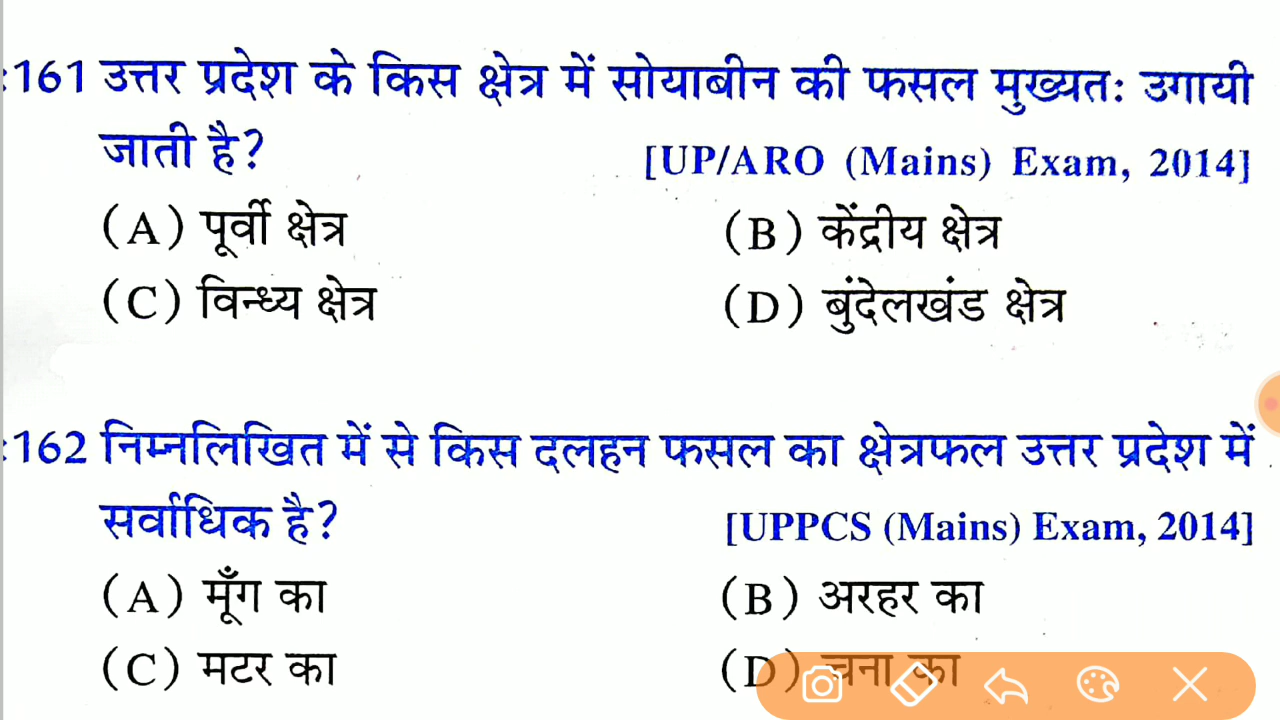 :161 उत्तर प्रदेश के किस क्षेत्र में सोयाबीन की फसल मुख्यतः उगायी
जाती है? [UP/ARO (Mains) Exam, 2014]
(A) पूर्वी क्षेत्र (B) केंद्रीय क्षेत्र
(C) विन्ध्य क्षेत्र (D) बुंदेलखंड क्षेत्र
:162 निम्नलिखित में से किस दलहन फसल का क्षेत्रफल उत्तर प्रदेश में
सर्वाधिक है? [UPPCS (Mains) Exam, 2014]
(A) मूँग का (B) अरहर का
(C) मटर का (D) चना का